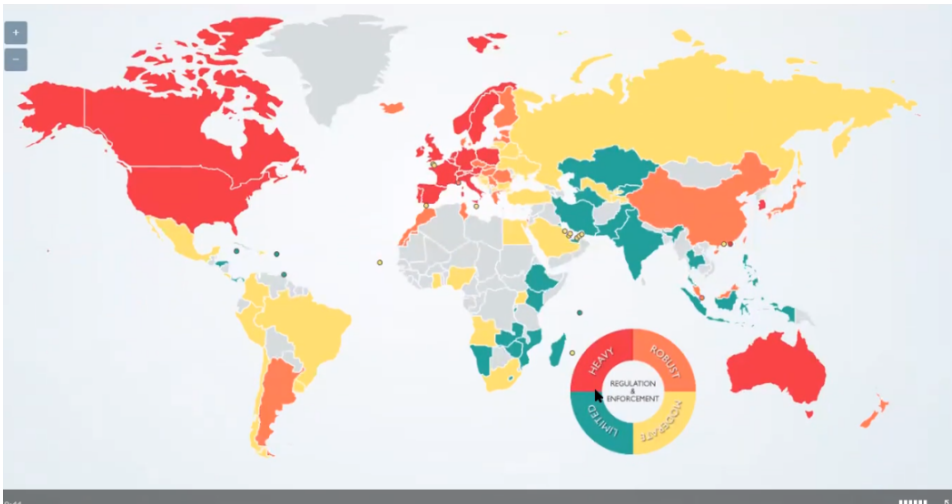 +
−
HEAVY
ROBUST
REGULATION
&
ENFORCEMENT
LIMITED
MODERATE